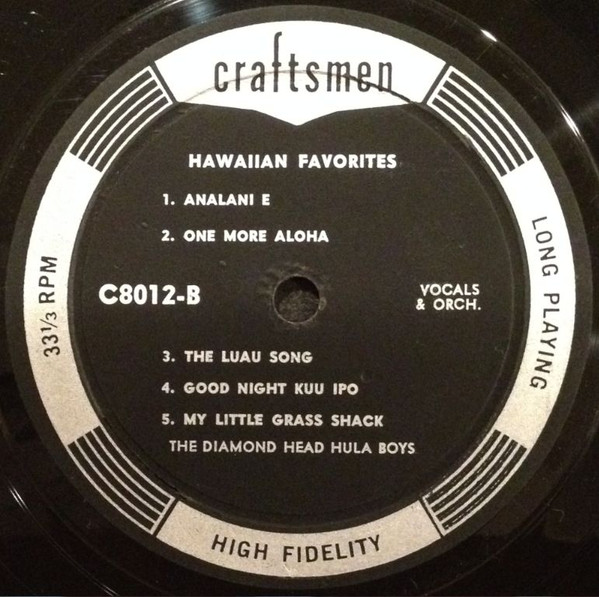 craftsmen
HAWAIIAN FAVORITES
1. ANALANI E
2. ONE MORE ALOHA
33⅓ RPM
C8012-B
VOCALS
& ORCH.
LONG PLAYING
3. THE LUAU SONG
4. GOOD NIGHT KUU IPO
5. MY LITTLE GRASS SHACK
THE DIAMOND HEAD HULA BOYS
HIGH FIDELITY